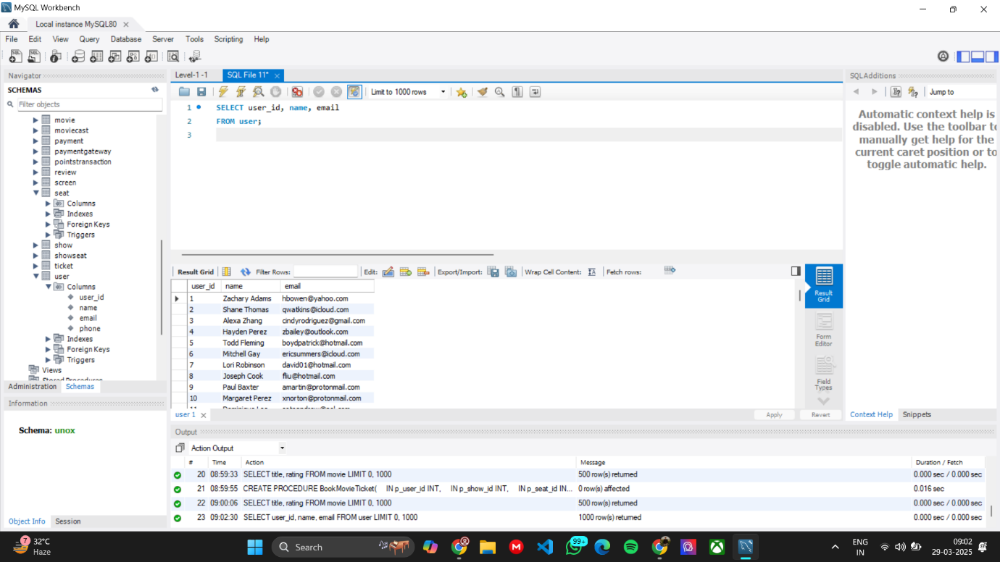 MySQL Workbench
Local instance MySQL80
File Edit View Query Database Server Tools Scripting Help
Navigator
SCHEMAS
Filter objects
movie
moviecast
payment
paymentgateway
pointstransaction
review
screen
seat
Columns
Indexes
Foreign Keys
Triggers
show
showseat
ticket
user
Columns
user_id
name
email
phone
Indexes
Foreign Keys
Triggers
Views
Stored Procedures
Administration Schemas
Information
Schema: unox
Object Info Session
Level-1 -1 SQL File 11*
Limit to 1000 rows
1 SELECT user_id, name, email
2 FROM user;
3
Result Grid Filter Rows: Edit: Export/Import: Wrap Cell Content: Fetch rows:
user_id name email
1 Zachary Adams hbowen@yahoo.com
2 Shane Thomas qwatkins@icloud.com
3 Alexa Zhang cindyrodriguez@gmail.com
4 Hayden Perez zbailey@outlook.com
5 Todd Fleming boydpatrick@hotmail.com
6 Mitchell Gay ericsummers@icloud.com
7 Lori Robinson david01@hotmail.com
8 Joseph Cook fliu@hotmail.com
9 Paul Baxter amartin@protonmail.com
10 Margaret Perez xnorton@protonmail.com
Result
Grid
Form
Editor
Field
Types
user 1 Apply Revert
SQLAdditions
Jump to
Automatic context help is
disabled. Use the toolbar to
manually get help for the
current caret position or to
toggle automatic help.
Context Help Snippets
Output
Action Output
# Time Action Message Duration / Fetch
20 08:59:33 SELECT title, rating FROM movie LIMIT 0, 1000 500 row(s) returned 0.000 sec / 0.000 sec
21 08:59:55 CREATE PROCEDURE BookMovieTicket( IN p_user_id INT, IN p_show_id INT, IN p_seat_id IN... 0 row(s) affected 0.016 sec
22 09:00:06 SELECT title, rating FROM movie LIMIT 0, 1000 500 row(s) returned 0.000 sec / 0.000 sec
23 09:02:30 SELECT user_id, name, email FROM user LIMIT 0, 1000 1000 row(s) returned 0.000 sec / 0.000 sec
7 32°C
Haze
Search
99+
ENG
IN
09:02
29-03-2025